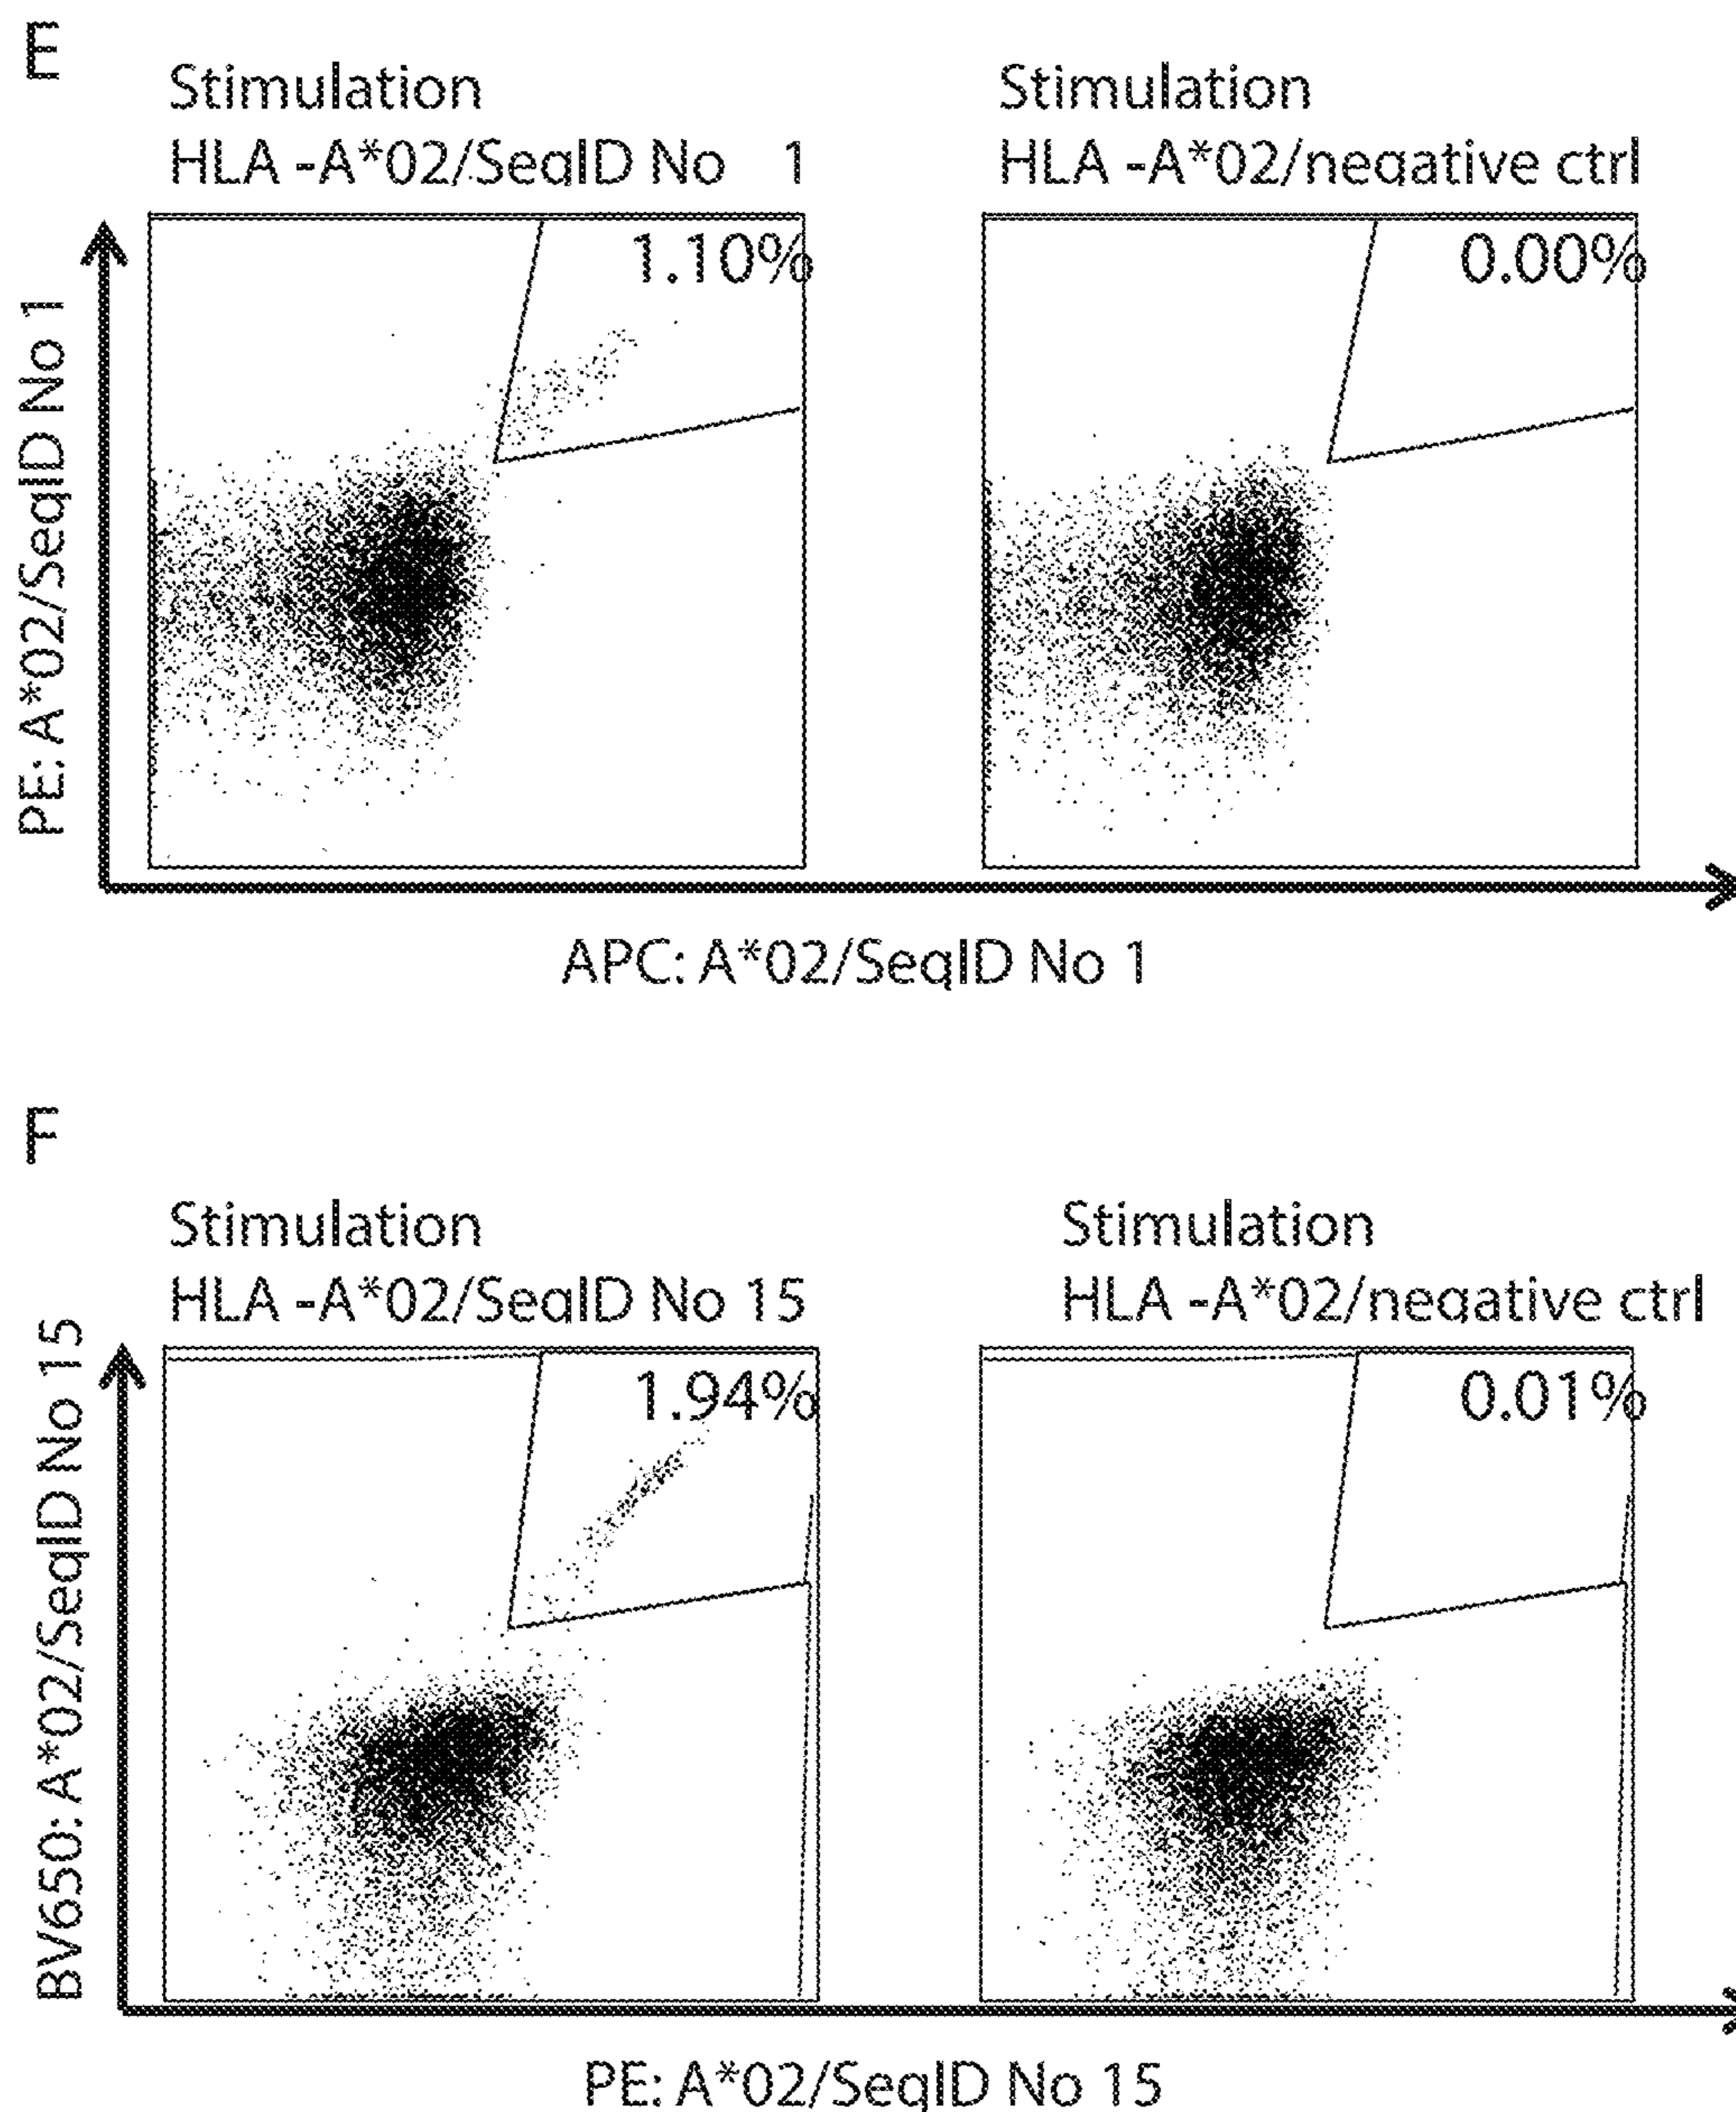 E
Stimulation
HLA -A*02/SeqID No 1
Stimulation
HLA -A*02/negative ctrl
1.10%
0.00%
PE: A*02/SeqID No 1
APC: A*02/SeqID No 1
F
Stimulation
HLA -A*02/SeqID No 15
Stimulation
HLA -A*02/negative ctrl
1.94%
0.01%
BV650: A*02/SeqID No 15
PE: A*02/SeqID No 15